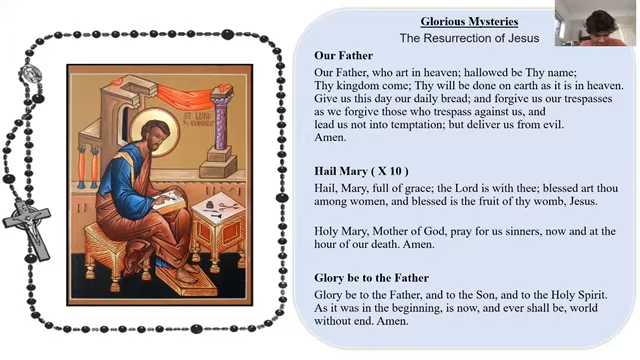 Glorious Mysteries
The Resurrection of Jesus
Our Father
Our Father, who art in heaven; hallowed be Thy name;
Thy kingdom come; Thy will be done on earth as it is in heaven.
Give us this day our daily bread; and forgive us our trespasses
as we forgive those who trespass against us, and
lead us not into temptation; but deliver us from evil.
Amen.
Hail Mary ( X 10 )
Hail, Mary, full of grace; the Lord is with thee; blessed art thou
among women, and blessed is the fruit of thy womb, Jesus.
Holy Mary, Mother of God, pray for us sinners, now and at the
hour of our death. Amen.
Glory be to the Father
Glory be to the Father, and to the Son, and to the Holy Spirit.
As it was in the beginning, is now, and ever shall be, world
without end. Amen.
ST LUKE